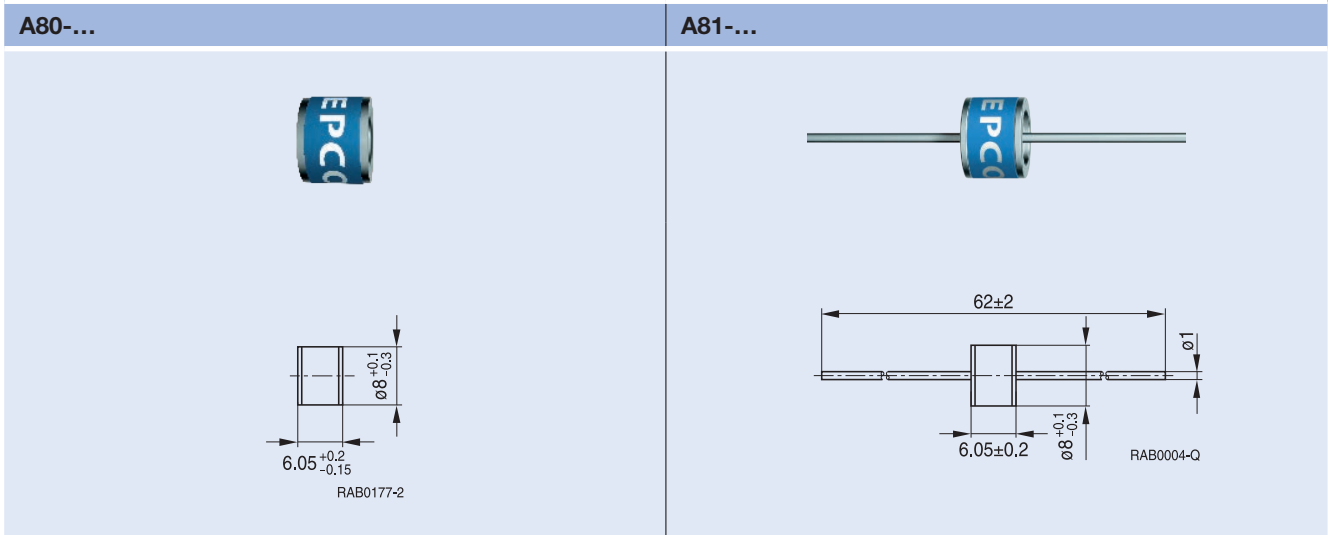 A80-...
A81-...
EPCO
EPCO
ø8 +0.1 -0.3
6.05 +0.2 -0.15
RAB0177-2
62±2
ø1
6.05±0.2
ø8 +0.1 -0.3
RAB0004-Q